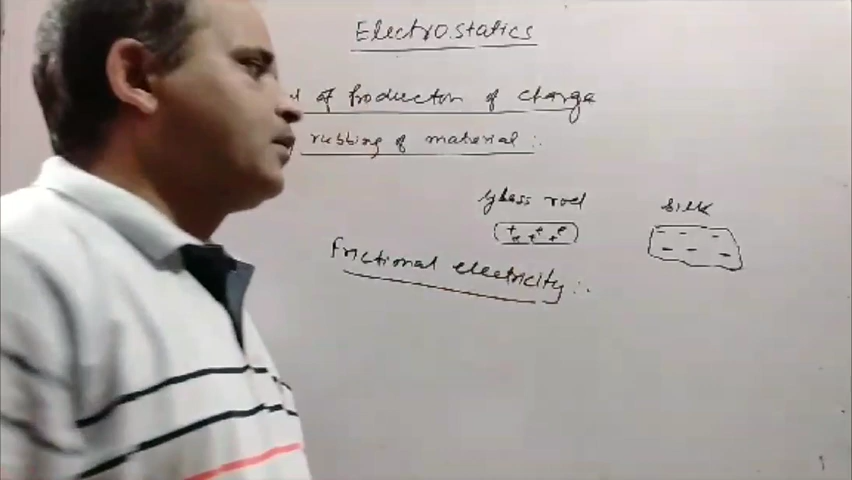 Electrostatics
of Production of charge
rubbing of material :.
Glass rod silk
+ + +
- - -
- - -
Frictional electricity :.